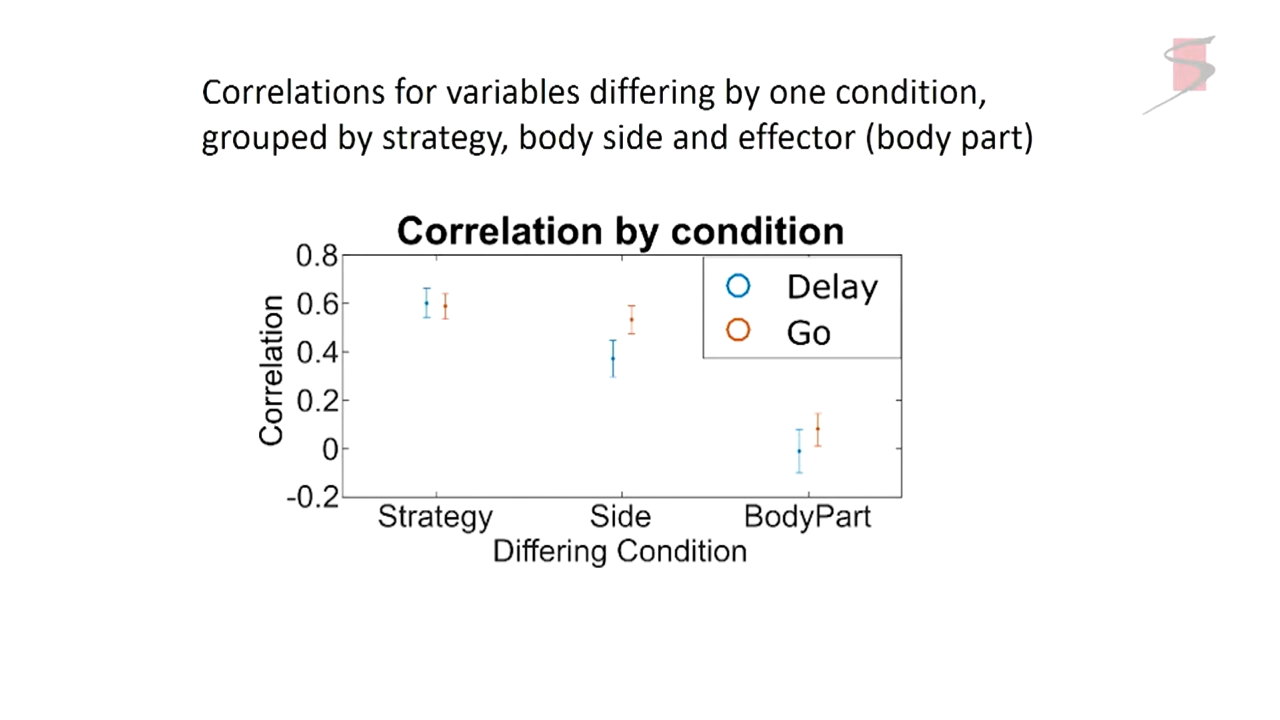 Correlations for variables differing by one condition,
grouped by strategy, body side and effector (body part)
Correlation by condition
0.8
0.6
0.4
0.2
0
-0.2
Correlation
Delay
Go
Strategy
Side
BodyPart
Differing Condition